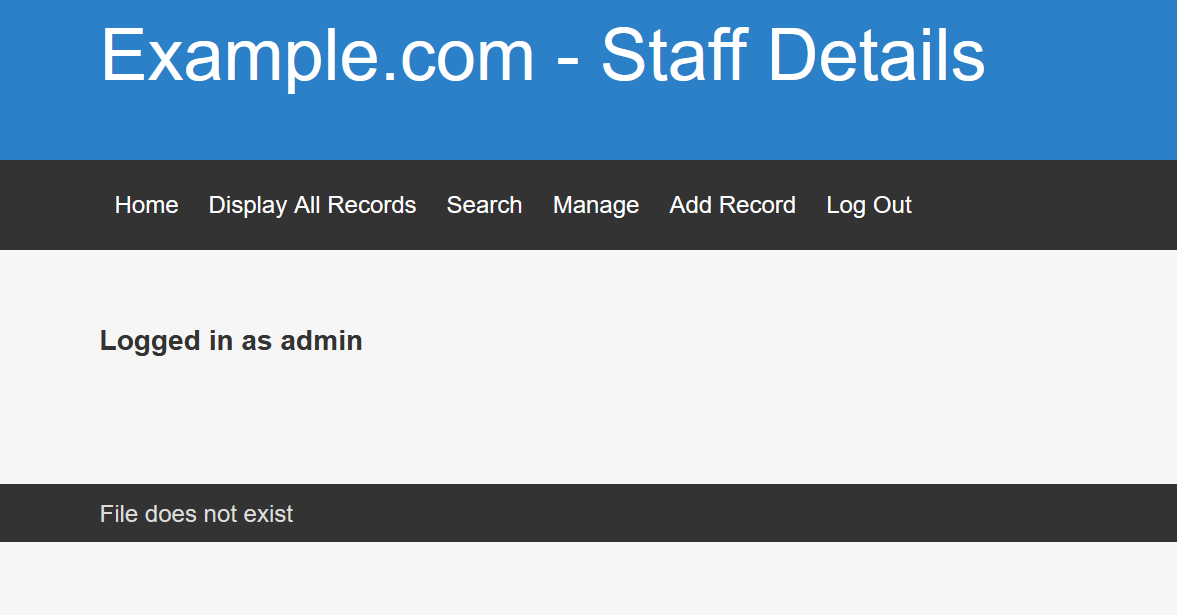 Example.com - Staff Details
Home Display All Records Search Manage Add Record Log Out
Logged in as admin
File does not exist